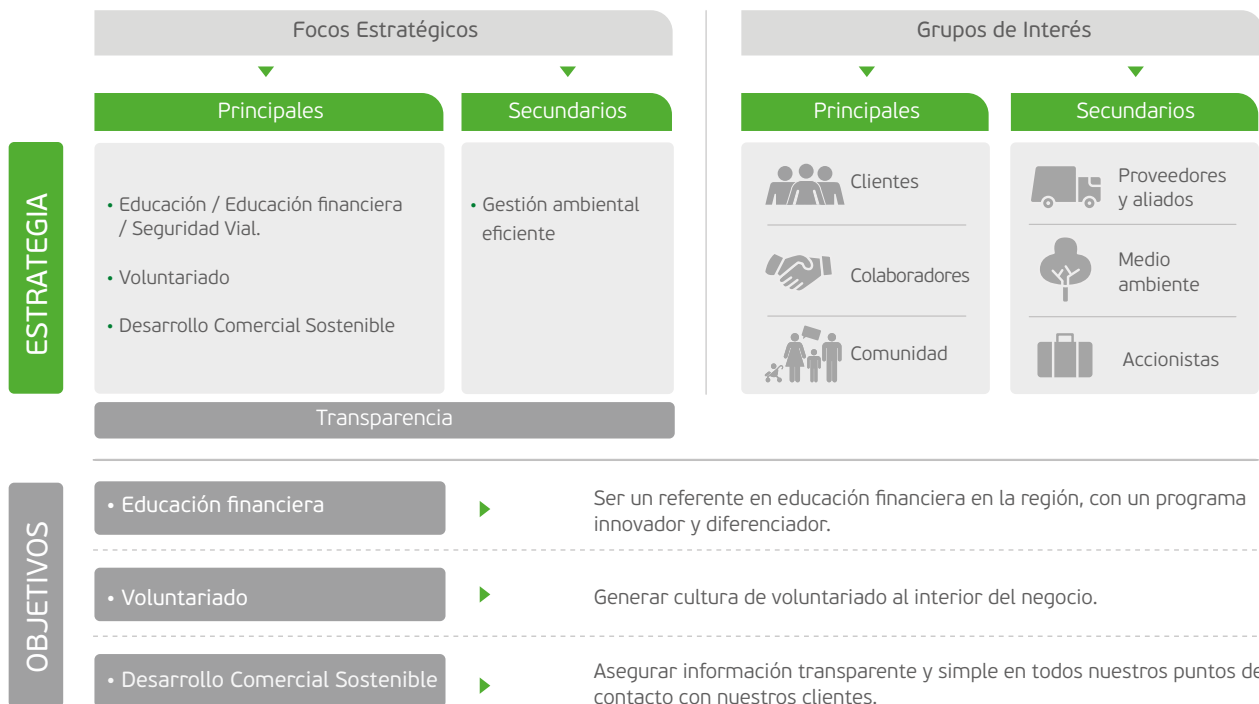 Focos Estratégicos
Grupos de Interés
Principales
Secundarios
Principales
Secundarios
ESTRATEGIA
• Educación / Educación financiera
/ Seguridad Vial.
• Voluntariado
• Desarrollo Comercial Sostenible
• Gestión ambiental
eficiente
Clientes
Colaboradores
Comunidad
Proveedores
y aliados
Medio
ambiente
Accionistas
Transparencia
OBJETIVOS
• Educación financiera
Ser un referente en educación financiera en la región, con un programa
innovador y diferenciador.
• Voluntariado
Generar cultura de voluntariado al interior del negocio.
• Desarrollo Comercial Sostenible
Asegurar información transparente y simple en todos nuestros puntos de
contacto con nuestros clientes.